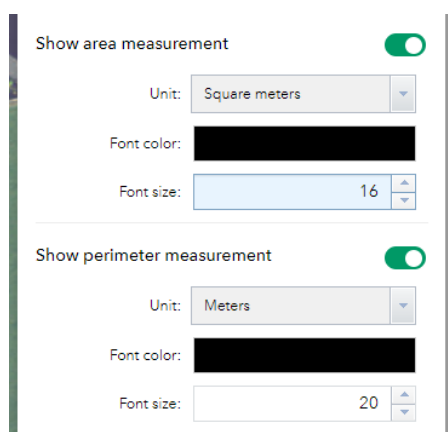 Show area measurement
Unit: Square meters
Font color:
Font size: 16
Show perimeter measurement
Unit: Meters
Font color:
Font size: 20